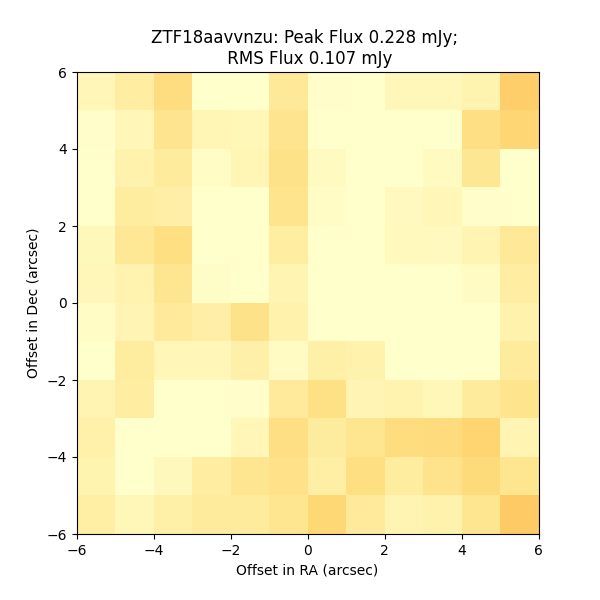 ZTF18aavvnzu: Peak Flux 0.228 mJy;
RMS Flux 0.107 mJy
6
4
2
0
−2
−4
−6
Offset in Dec (arcsec)
−6 −4 −2 0 2 4 6
Offset in RA (arcsec)